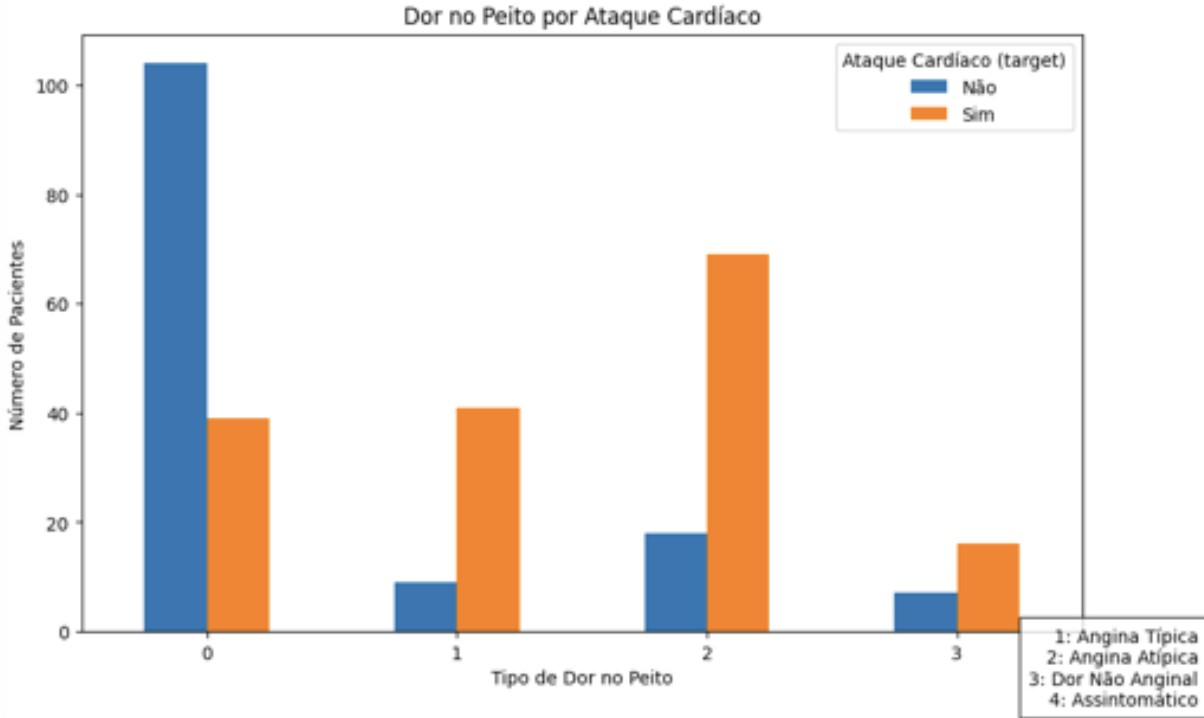 Dor no Peito por Ataque Cardíaco
Ataque Cardíaco (target)
Não
Sim
Número de Pacientes
100
80
60
40
20
0
0 1 2 3
Tipo de Dor no Peito
1: Angina Típica
2: Angina Atípica
3: Dor Não Anginal
4: Assintomático